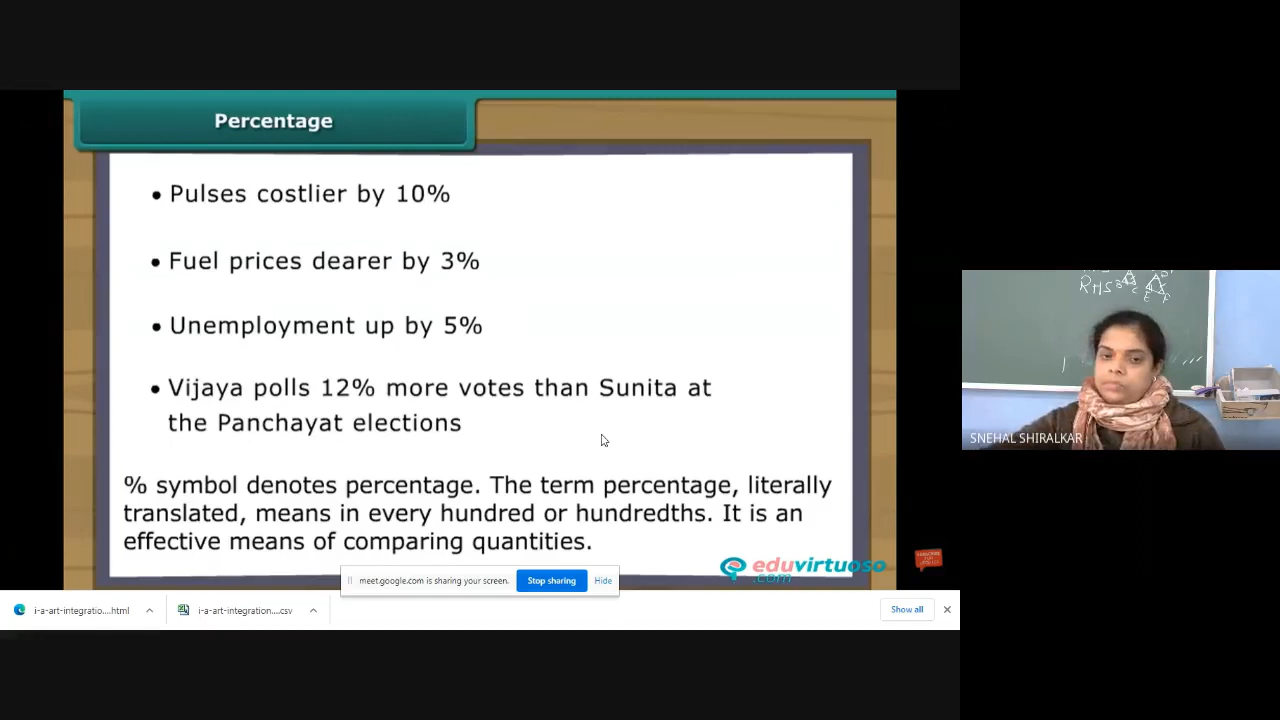 Percentage
• Pulses costlier by 10%
• Fuel prices dearer by 3%
• Unemployment up by 5%
• Vijaya polls 12% more votes than Sunita at
the Panchayat elections
% symbol denotes percentage. The term percentage, literally
translated, means in every hundred or hundredths. It is an
effective means of comparing quantities.
eduvirtuoso
.com
meet.google.com is sharing your screen.
Stop sharing
Hide
i-a-art-integratio....html
i-a-art-integration....csv
Show all
RHS B C
E F
SNEHAL SHIRALKAR